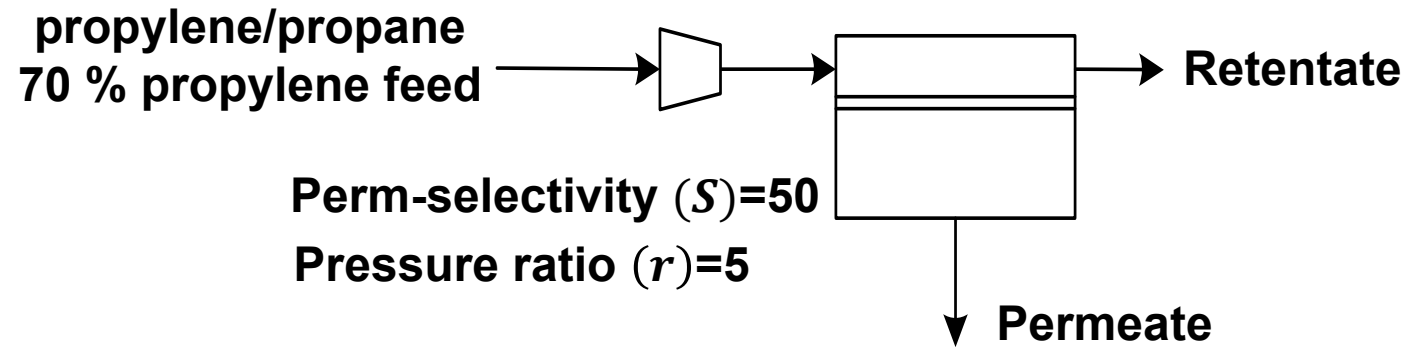 propylene/propane
70 % propylene feed
Retentate
Perm-selectivity (S)=50
Pressure ratio (r)=5
Permeate